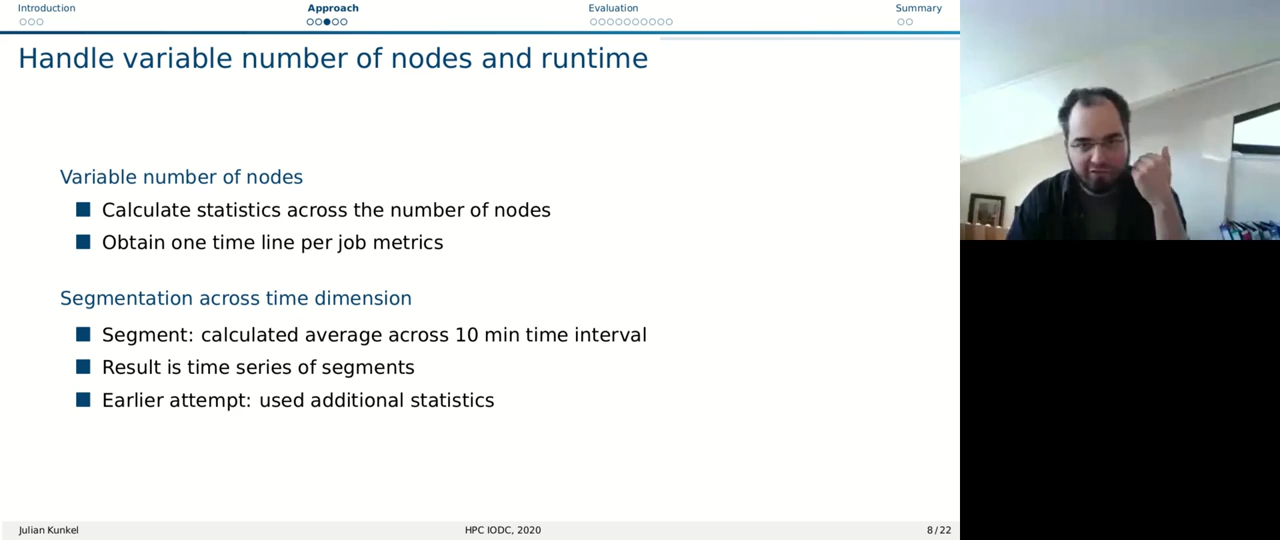 Introduction Approach Evaluation Summary
Handle variable number of nodes and runtime
Variable number of nodes
Calculate statistics across the number of nodes
Obtain one time line per job metrics
Segmentation across time dimension
Segment: calculated average across 10 min time interval
Result is time series of segments
Earlier attempt: used additional statistics
Julian Kunkel HPC IODC, 2020 8/22